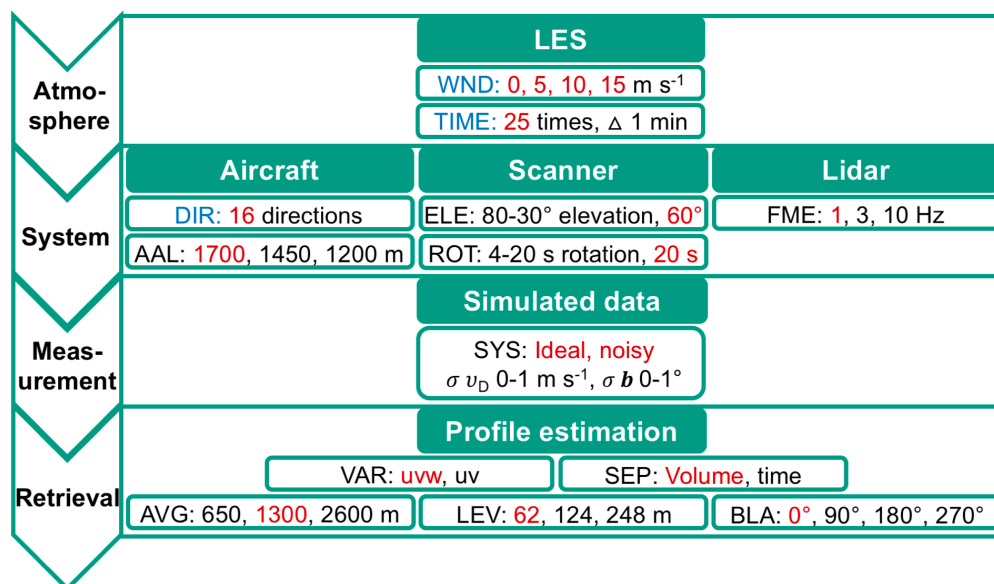 LES
Atmo-
sphere
WND: 0, 5, 10, 15 m s⁻¹
TIME: 25 times, △ 1 min
System
Aircraft
Scanner
Lidar
DIR: 16 directions
ELE: 80-30° elevation, 60°
FME: 1, 3, 10 Hz
AAL: 1700, 1450, 1200 m
ROT: 4-20 s rotation, 20 s
Meas-
urement
Simulated data
SYS: Ideal, noisy
σ υ_D 0-1 m s⁻¹, σ b 0-1°
Retrieval
Profile estimation
VAR: uvw, uv
SEP: Volume, time
AVG: 650, 1300, 2600 m
LEV: 62, 124, 248 m
BLA: 0°, 90°, 180°, 270°